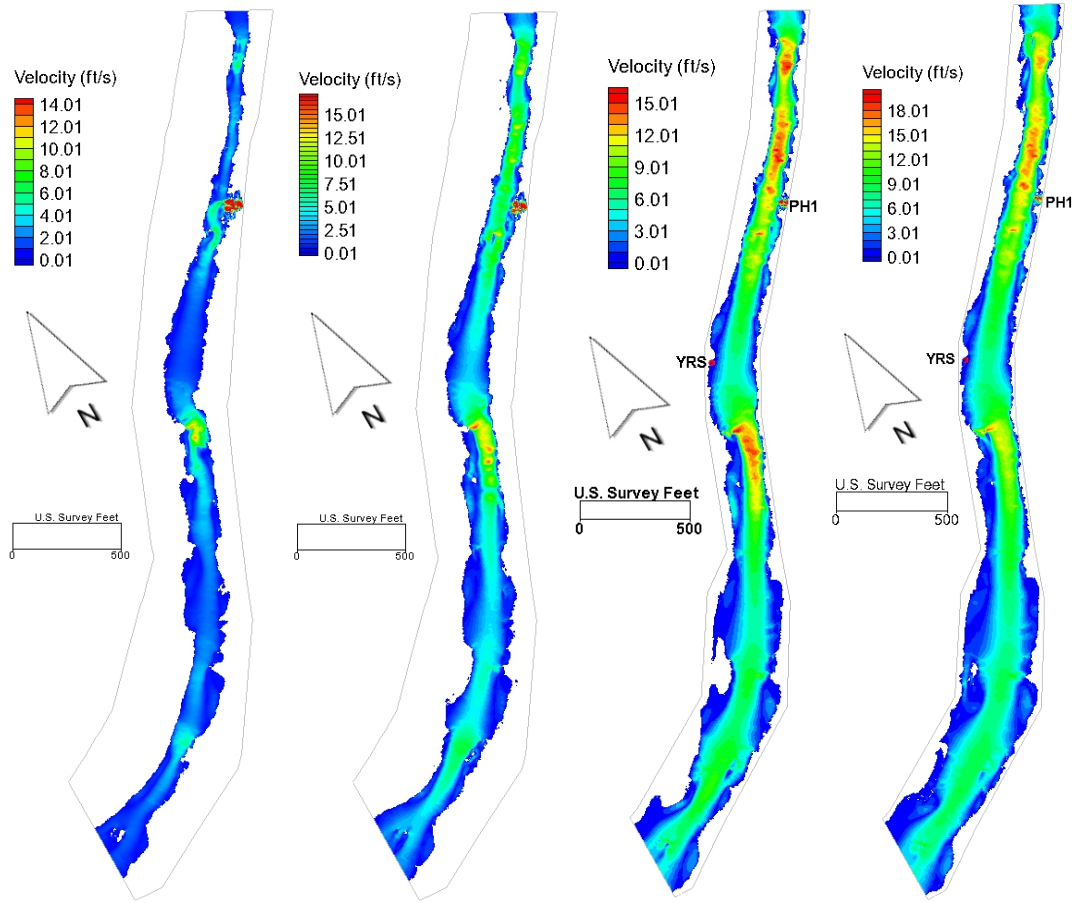 Velocity (ft/s)
14.01
12.01
10.01
8.01
6.01
4.01
2.01
0.01
N
U.S. Survey Feet
0 500
Velocity (ft/s)
15.01
12.51
10.01
7.51
5.01
2.51
0.01
N
U.S. Survey Feet
0 500
Velocity (ft/s)
15.01
12.01
9.01
6.01
3.01
0.01
PH1
YRS
N
U.S. Survey Feet
0 500
Velocity (ft/s)
18.01
15.01
12.01
9.01
6.01
3.01
0.01
PH1
YRS
N
U.S. Survey Feet
0 500